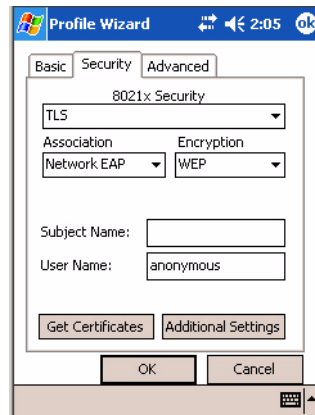 Profile Wizard 2:05 ok
Basic Security Advanced
8021x Security
TLS
Association Encryption
Network EAP WEP
Subject Name:
User Name: anonymous
Get Certificates Additional Settings
OK Cancel